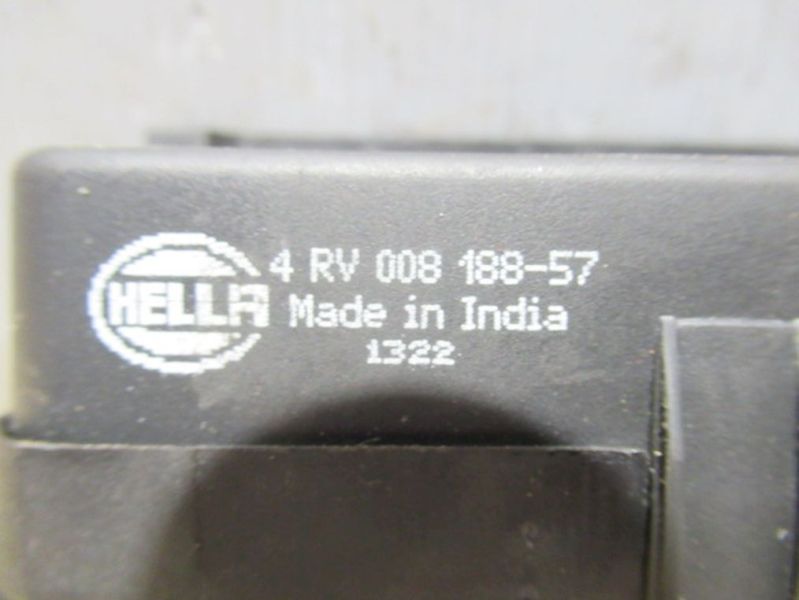 HELLA
4 RV 008 188-57
Made in India
1322